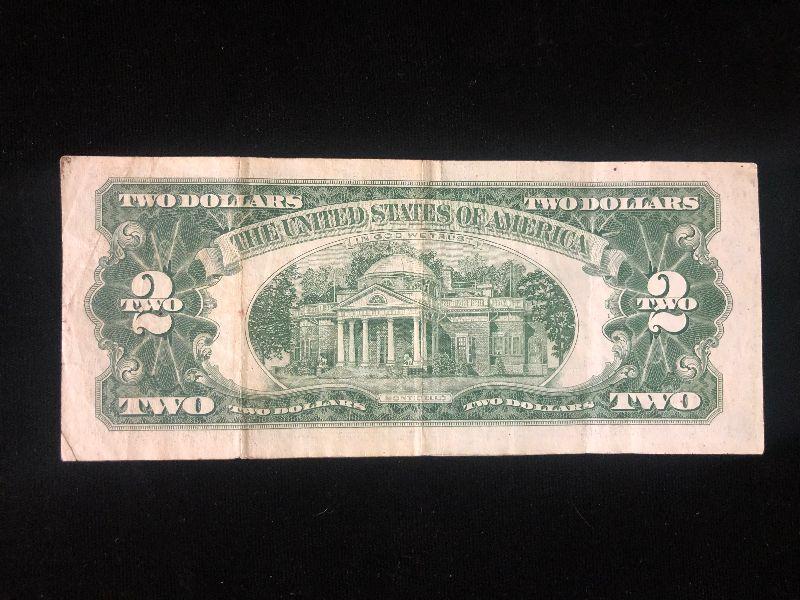 TWO DOLLARS TWO DOLLARS
THE UNITED STATES OF AMERICA
IN GOD WE TRUST
2 2
TWO TWO
MONTICELLO
TWO TWO DOLLARS TWO DOLLARS TWO